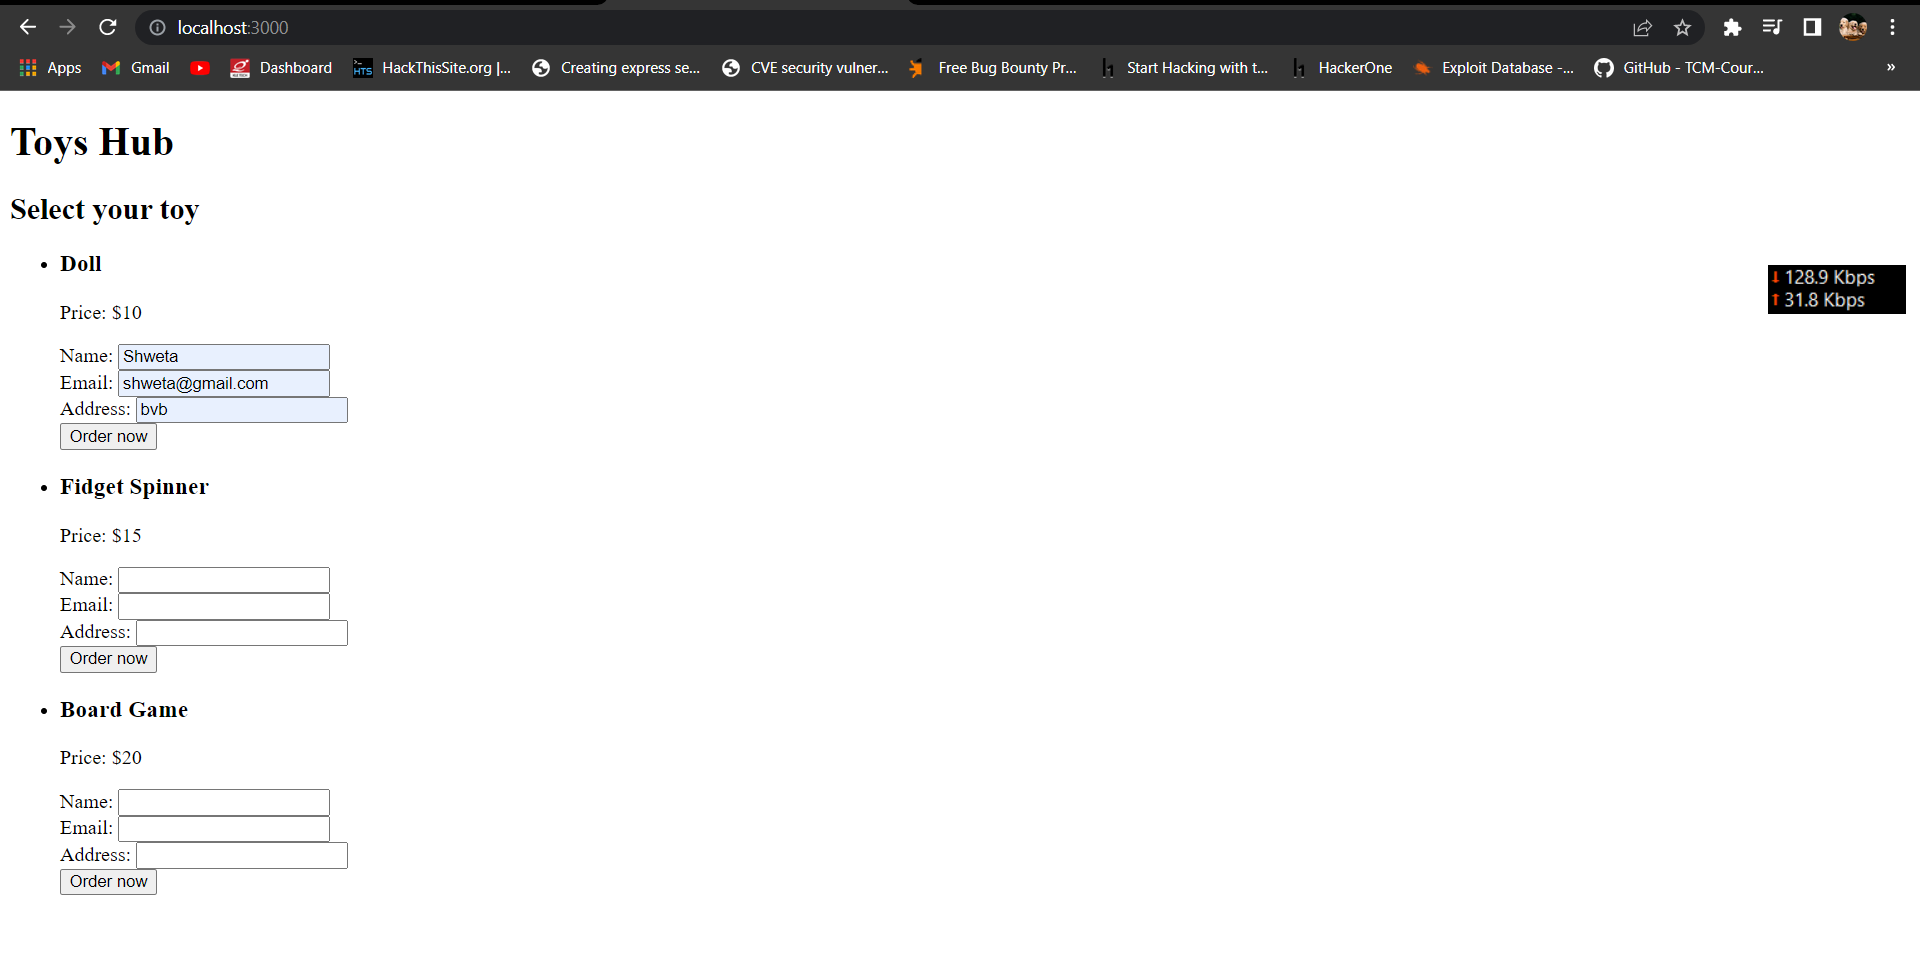 localhost:3000
Apps Gmail Dashboard HackThisSite.org |... Creating express se... CVE security vulner... Free Bug Bounty Pr... Start Hacking with t... HackerOne Exploit Database -... GitHub - TCM-Cour... »
Toys Hub
Select your toy
• Doll
Price: $10
128.9 Kbps
31.8 Kbps
Name: Shweta
Email: shweta@gmail.com
Address: bvb
Order now
• Fidget Spinner
Price: $15
Name:
Email:
Address:
Order now
• Board Game
Price: $20
Name:
Email:
Address:
Order now